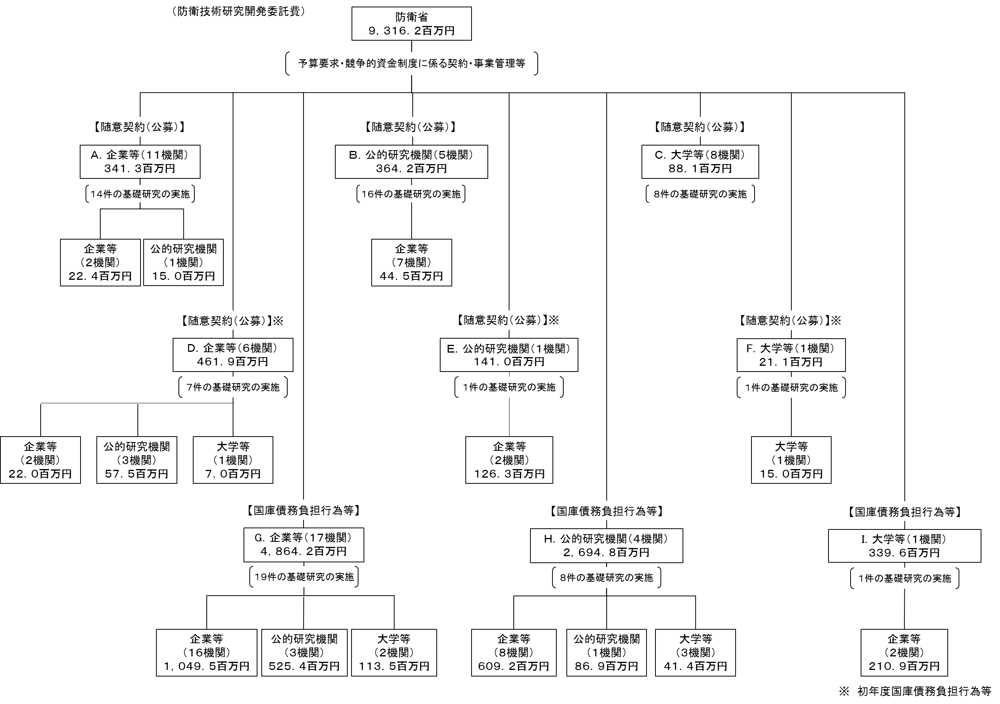 （防衛技術研究開発委託費）
防衛省
9，316．2百万円
予算要求・競争的資金制度に係る契約・事業管理等
【随意契約（公募）】
A．企業等（11機関）
341．3百万円
14件の基礎研究の実施
企業等
（2機関）
22．4百万円
公的研究機関
（1機関）
15．0百万円
【随意契約（公募）】
B．公的研究機関（5機関）
364．2百万円
16件の基礎研究の実施
企業等
（7機関）
44．5百万円
【随意契約（公募）】
C．大学等（8機関）
88．1百万円
8件の基礎研究の実施
【随意契約（公募）】※
D．企業等（6機関）
461．9百万円
7件の基礎研究の実施
企業等
（2機関）
22．0百万円
公的研究機関
（3機関）
57．5百万円
大学等
（1機関）
7．0百万円
【随意契約（公募）】※
E．公的研究機関（1機関）
141．0百万円
1件の基礎研究の実施
企業等
（2機関）
126．3百万円
【随意契約（公募）】※
F．大学等（1機関）
21．1百万円
1件の基礎研究の実施
大学等
（1機関）
15．0百万円
【国庫債務負担行為等】
G．企業等（17機関）
4，864．2百万円
19件の基礎研究の実施
企業等
（16機関）
1，049．5百万円
公的研究機関
（3機関）
525．4百万円
大学等
（2機関）
113．5百万円
【国庫債務負担行為等】
H．公的研究機関（4機関）
2，694．8百万円
8件の基礎研究の実施
企業等
（8機関）
609．2百万円
公的研究機関
（1機関）
86．9百万円
大学等
（3機関）
41．4百万円
【国庫債務負担行為等】
I．大学等（1機関）
339．6百万円
1件の基礎研究の実施
企業等
（2機関）
210．9百万円
※　初年度国庫債務負担行為等